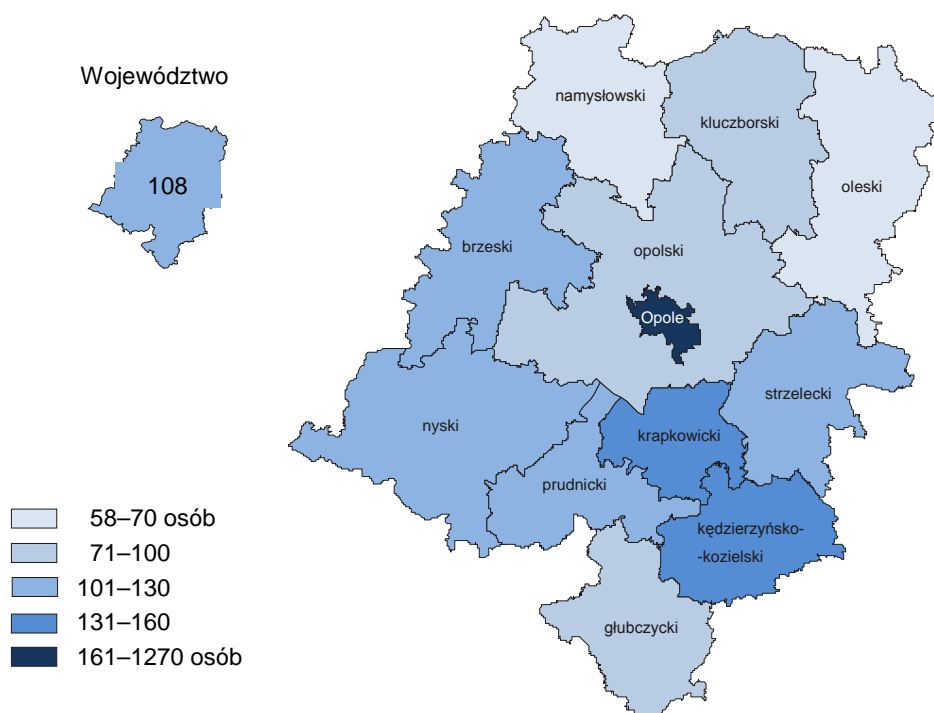 Województwo
108
namysłowski
kluczborski
oleski
brzeski
opolski
Opole
strzelecki
nyski
krapkowicki
prudnicki
kędzierzyńsko-
-kozielski
głubczycki
58–70 osób
71–100
101–130
131–160
161–1270 osób